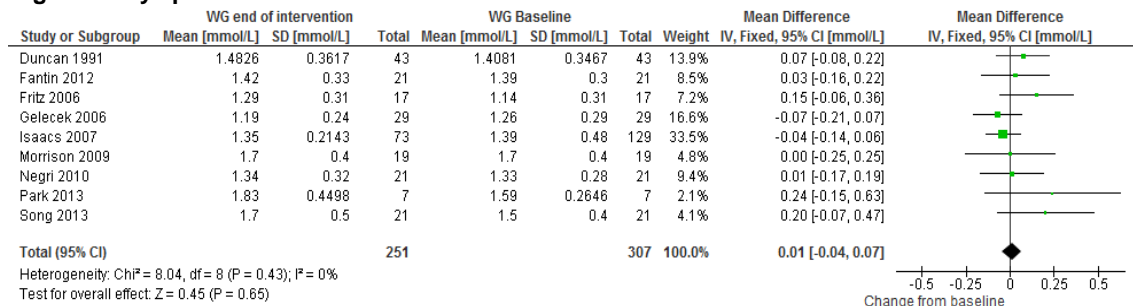 WG end of intervention WG Baseline Mean Difference Mean Difference
Study or Subgroup Mean [mmol/L] SD [mmol/L] Total Mean [mmol/L] SD [mmol/L] Total Weight IV, Fixed, 95% CI [mmol/L] IV, Fixed, 95% CI [mmol/L]
Duncan 1991 1.4826 0.3617 43 1.4081 0.3467 43 13.9% 0.07 [-0.08, 0.22]
Fantin 2012 1.42 0.33 21 1.39 0.3 21 8.5% 0.03 [-0.16, 0.22]
Fritz 2006 1.29 0.31 17 1.14 0.31 17 7.2% 0.15 [-0.06, 0.36]
Gelecek 2006 1.19 0.24 29 1.26 0.29 29 16.6% -0.07 [-0.21, 0.07]
Isaacs 2007 1.35 0.2143 73 1.39 0.48 129 33.5% -0.04 [-0.14, 0.06]
Morrison 2009 1.7 0.4 19 1.7 0.4 19 4.8% 0.00 [-0.25, 0.25]
Negri 2010 1.34 0.32 21 1.33 0.28 21 9.4% 0.01 [-0.17, 0.19]
Park 2013 1.83 0.4498 7 1.59 0.2646 7 2.1% 0.24 [-0.15, 0.63]
Song 2013 1.7 0.5 21 1.5 0.4 21 4.1% 0.20 [-0.07, 0.47]
Total (95% CI) 251 307 100.0% 0.01 [-0.04, 0.07]
Heterogeneity: Chi² = 8.04, df = 8 (P = 0.43); I² = 0%
Test for overall effect: Z = 0.45 (P = 0.65)
-0.5 -0.25 0 0.25 0.5
Change from baseline